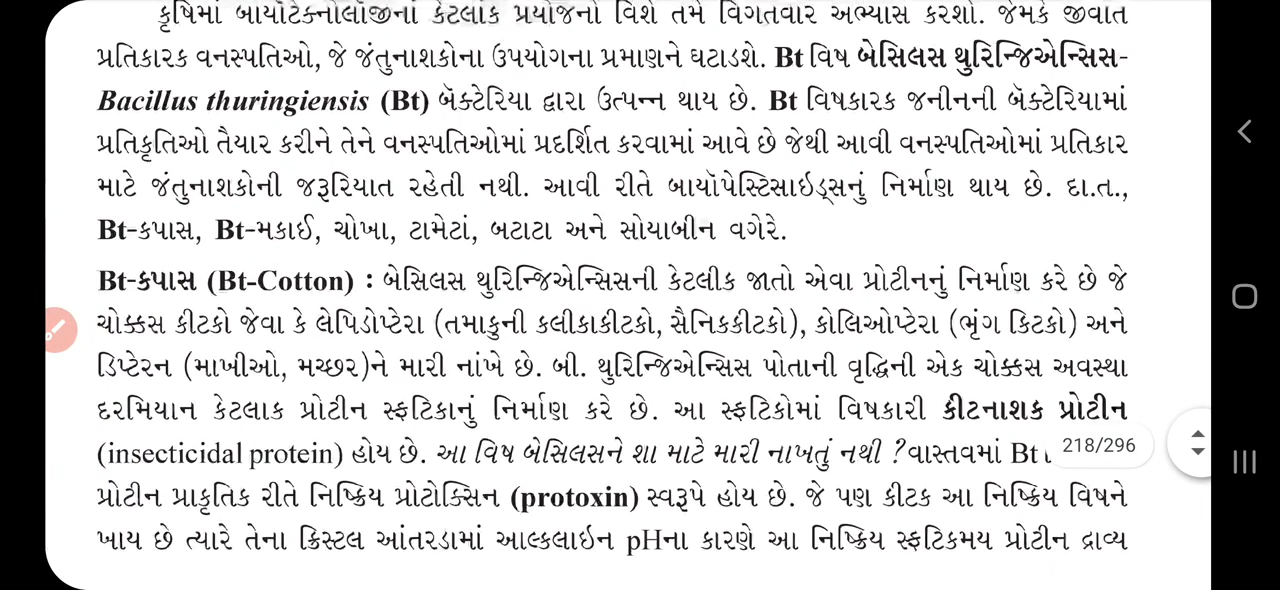 કૃષિમાં બાયોટેક્નોલૉજીનાં કેટલાંક પ્રયોજનો વિશે તમે વિગતવાર અભ્યાસ કરશો. જેમકે જીવાત
પ્રતિકારક વનસ્પતિઓ, જે જંતુનાશકોના ઉપયોગના પ્રમાણને ઘટાડશે. Bt વિષ બેસિલસ થુરિન્જિએન્સિસ-
Bacillus thuringiensis (Bt) બૅક્ટેરિયા દ્વારા ઉત્પન્ન થાય છે. Bt વિષકારક જનીનની બૅક્ટેરિયામાં
પ્રતિકૃતિઓ તૈયાર કરીને તેને વનસ્પતિઓમાં પ્રદર્શિત કરવામાં આવે છે જેથી આવી વનસ્પતિઓમાં પ્રતિકાર
માટે જંતુનાશકોની જરૂરિયાત રહેતી નથી. આવી રીતે બાયૉપેસ્ટિસાઇડ્સનું નિર્માણ થાય છે. દા.ત.,
Bt-કપાસ, Bt-મકાઈ, ચોખા, ટામેટાં, બટાટા અને સોયાબીન વગેરે.
Bt-કપાસ (Bt-Cotton) : બેસિલસ થુરિન્જિએન્સિસની કેટલીક જાતો એવા પ્રોટીનનું નિર્માણ કરે છે જે
ચોક્કસ કીટકો જેવા કે લેપિડોપ્ટેરા (તમાકુની કલીકાકીટકો, સૈનિકકીટકો), કોલિઓપ્ટેરા (ભૃંગ કિટકો) અને
ડિપ્ટેરન (માખીઓ, મચ્છર)ને મારી નાંખે છે. બી. થુરિન્જિએન્સિસ પોતાની વૃદ્ધિની એક ચોક્કસ અવસ્થા
દરમિયાન કેટલાક પ્રોટીન સ્ફટિકાનું નિર્માણ કરે છે. આ સ્ફટિકોમાં વિષકારી કીટનાશક પ્રોટીન
(insecticidal protein) હોય છે. આ વિષ બેસિલસને શા માટે મારી નાખતું નથી ? વાસ્તવમાં Bt 218/296
પ્રોટીન પ્રાકૃતિક રીતે નિષ્ક્રિય પ્રોટોક્સિન (protoxin) સ્વરૂપે હોય છે. જે પણ કીટક આ નિષ્ક્રિય વિષને
ખાય છે ત્યારે તેના ક્રિસ્ટલ આંતરડામાં આલ્કલાઇન pHના કારણે આ નિષ્ક્રિય સ્ફટિકમય પ્રોટીન દ્રાવ્ય